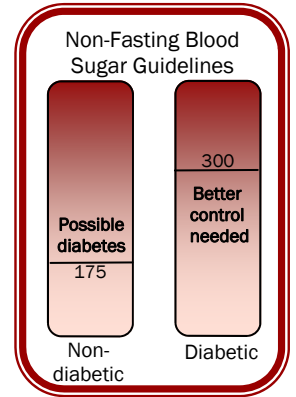 Non-Fasting Blood
Sugar Guidelines
Possible
diabetes
175
Non-
diabetic
300
Better
control
needed
Diabetic